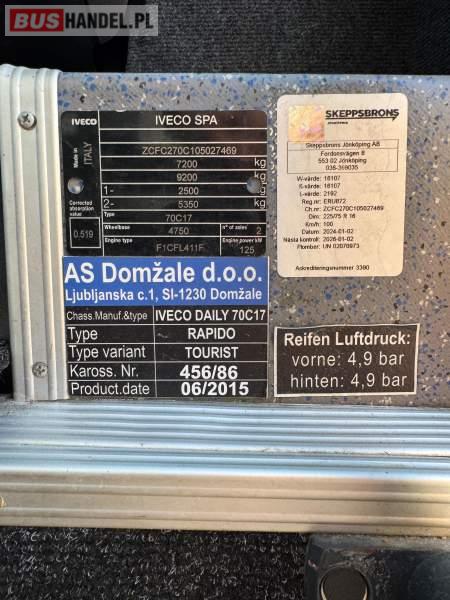 BUSHANDEL.PL
IVECO IVECO SPA
Made in ITALY
ZCFC270C105027469
7200 kg
9200 kg
1- 2500 kg
2- 5350 kg
Corrected absorption value
0.519
Type 70C17
Wheelbase 4750 N° of axles 2
Engine type F1CFL411F Engine power kW 125
AS Domžale d.o.o.
Ljubljanska c.1, SI-1230 Domžale
Chass.Manuf.&type IVECO DAILY 70C17
Type RAPIDO
Type variant TOURIST
Kaross. Nr. 456/86
Product.date 06/2015
SKEPPSBRONS
Skeppsbrons Jönköping AB
Fordonsvägen 8
553 02 Jönköping
036-369035
W-värde: 16107
K-värde: 16107
L-värde: 2192
Reg.nr: ERU872
Ch.nr: ZCFC270C105027469
Dim: 225/75 R 16
Km/h: 100
Datum: 2024-01-02
Nästa kontroll: 2026-01-02
Plomber: UN 02070973
Ackrediteringsnummer 3390
Reifen Luftdruck:
vorne: 4,9 bar
hinten: 4,9 bar